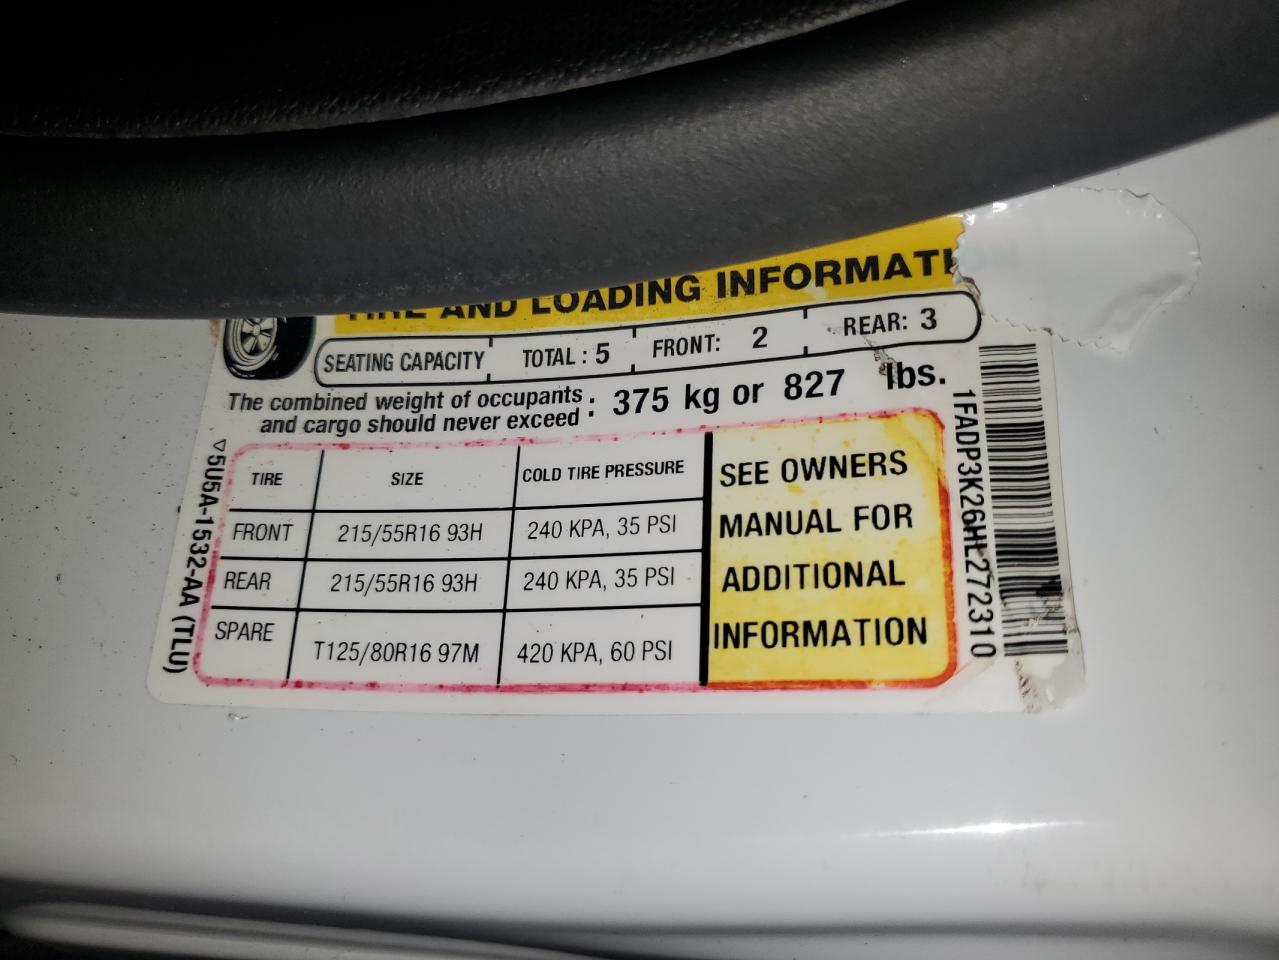 TIRE AND LOADING INFORMATION
SEATING CAPACITY TOTAL : 5 FRONT: 2 REAR: 3
The combined weight of occupants
and cargo should never exceed : 375 kg or 827 lbs.
TIRE SIZE COLD TIRE PRESSURE
FRONT 215/55R16 93H 240 KPA, 35 PSI
REAR 215/55R16 93H 240 KPA, 35 PSI
SPARE T125/80R16 97M 420 KPA, 60 PSI
SEE OWNERS
MANUAL FOR
ADDITIONAL
INFORMATION
▽5U5A-1532-AA (TLU)
1FADP3K26HL272310